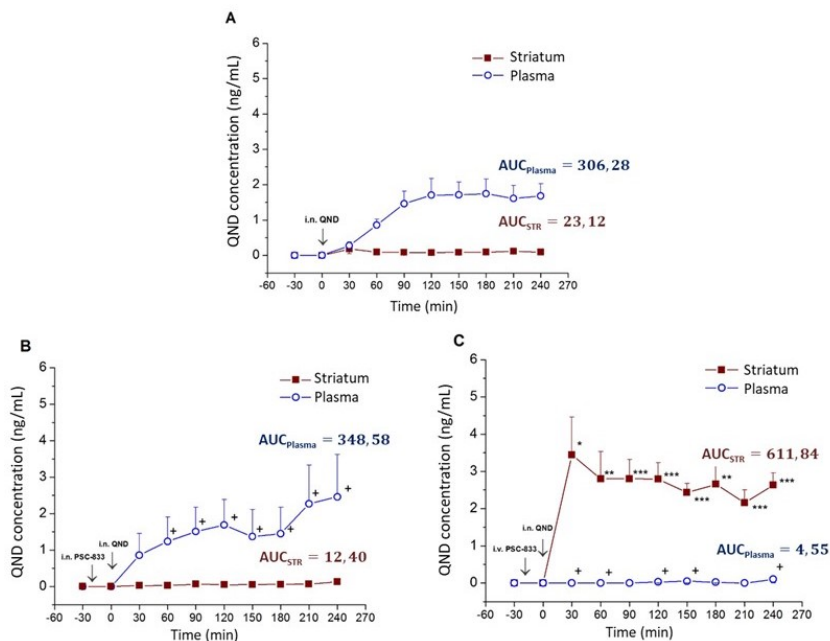 A
6
5
4
3
2
1
0
QND concentration (ng/mL)
Striatum
Plasma
AUCPlasma = 306,28
AUCSTR = 23,12
i.n. QND
-60 -30 0 30 60 90 120 150 180 210 240 270
Time (min)
B
6
5
4
3
2
1
0
QND concentration (ng/mL)
Striatum
Plasma
AUCPlasma = 348,58
+ + + + + + +
i.n. QND
i.n. PSC-833
AUCSTR = 12,40
-60 -30 0 30 60 90 120 150 180 210 240 270
Time (min)
C
6
5
4
3
2
1
0
QND concentration (ng/mL)
Striatum
Plasma
AUCSTR = 611,84
* ** *** *** *** ** *** ***
i.n. QND
i.v. PSC-833
AUCPlasma = 4,55
+ + + + +
-60 -30 0 30 60 90 120 150 180 210 240 270
Time (min)